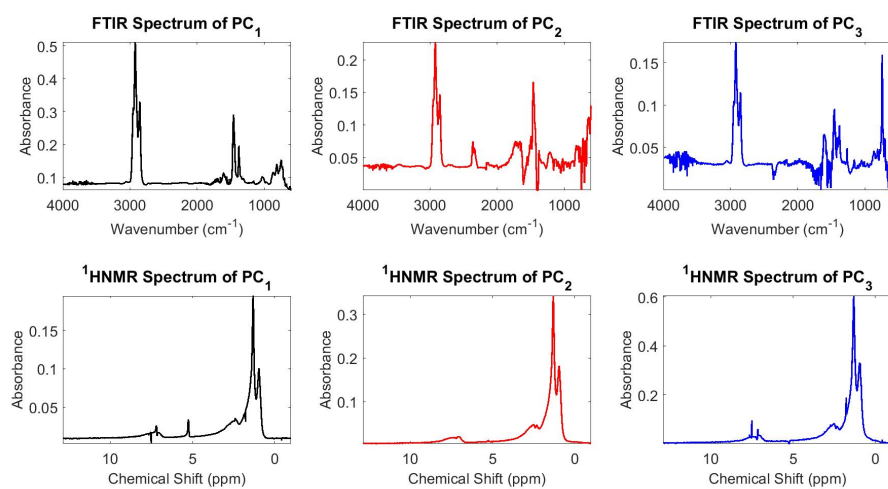 FTIR Spectrum of PC1
FTIR Spectrum of PC2
FTIR Spectrum of PC3
Absorbance
0.5
0.4
0.3
0.2
0.1
4000 3000 2000 1000
Wavenumber (cm-1)
Absorbance
0.2
0.15
0.1
0.05
4000 3000 2000 1000
Wavenumber (cm-1)
Absorbance
0.15
0.1
0.05
4000 3000 2000 1000
Wavenumber (cm-1)
1HNMR Spectrum of PC1
1HNMR Spectrum of PC2
1HNMR Spectrum of PC3
Absorbance
0.15
0.1
0.05
10 5 0
Chemical Shift (ppm)
Absorbance
0.3
0.2
0.1
10 5 0
Chemical Shift (ppm)
Absorbance
0.6
0.4
0.2
10 5 0
Chemical Shift (ppm)